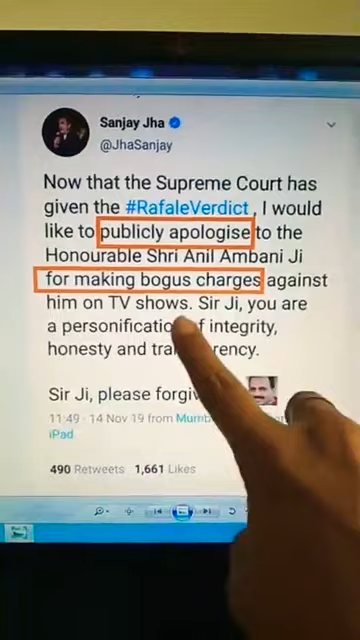 Sanjay Jha
@JhaSanjay
Now that the Supreme Court has
given the #RafaleVerdict , I would
like to publicly apologise to the
Honourable Shri Anil Ambani Ji
for making bogus charges against
him on TV shows. Sir Ji, you are
a personification of integrity,
honesty and
Sir Ji, please
11:49 · 14 Nov 19 from
iPad
490 Retweets · 1,661 Likes